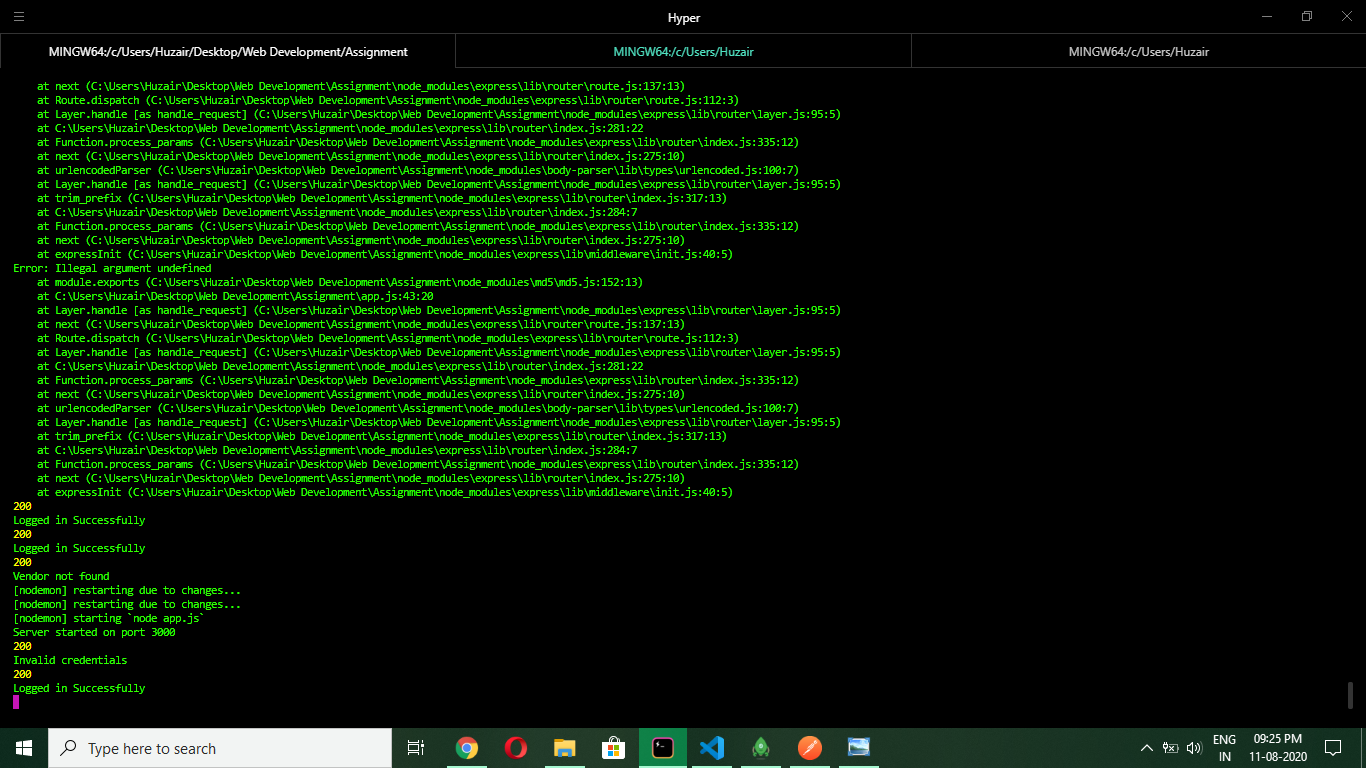 Hyper
MINGW64:/c/Users/Huzair/Desktop/Web Development/Assignment
MINGW64:/c/Users/Huzair
MINGW64:/c/Users/Huzair
    at next (C:\Users\Huzair\Desktop\Web Development\Assignment\node_modules\express\lib\router\route.js:137:13)
    at Route.dispatch (C:\Users\Huzair\Desktop\Web Development\Assignment\node_modules\express\lib\router\route.js:112:3)
    at Layer.handle [as handle_request] (C:\Users\Huzair\Desktop\Web Development\Assignment\node_modules\express\lib\router\layer.js:95:5)
    at C:\Users\Huzair\Desktop\Web Development\Assignment\node_modules\express\lib\router\index.js:281:22
    at Function.process_params (C:\Users\Huzair\Desktop\Web Development\Assignment\node_modules\express\lib\router\index.js:335:12)
    at next (C:\Users\Huzair\Desktop\Web Development\Assignment\node_modules\express\lib\router\index.js:275:10)
    at urlencodedParser (C:\Users\Huzair\Desktop\Web Development\Assignment\node_modules\body-parser\lib\types\urlencoded.js:100:7)
    at Layer.handle [as handle_request] (C:\Users\Huzair\Desktop\Web Development\Assignment\node_modules\express\lib\router\layer.js:95:5)
    at trim_prefix (C:\Users\Huzair\Desktop\Web Development\Assignment\node_modules\express\lib\router\index.js:317:13)
    at C:\Users\Huzair\Desktop\Web Development\Assignment\node_modules\express\lib\router\index.js:284:7
    at Function.process_params (C:\Users\Huzair\Desktop\Web Development\Assignment\node_modules\express\lib\router\index.js:335:12)
    at next (C:\Users\Huzair\Desktop\Web Development\Assignment\node_modules\express\lib\router\index.js:275:10)
    at expressInit (C:\Users\Huzair\Desktop\Web Development\Assignment\node_modules\express\lib\middleware\init.js:40:5)
Error: Illegal argument undefined
    at module.exports (C:\Users\Huzair\Desktop\Web Development\Assignment\node_modules\md5\md5.js:152:13)
    at C:\Users\Huzair\Desktop\Web Development\Assignment\app.js:43:20
    at Layer.handle [as handle_request] (C:\Users\Huzair\Desktop\Web Development\Assignment\node_modules\express\lib\router\layer.js:95:5)
    at next (C:\Users\Huzair\Desktop\Web Development\Assignment\node_modules\express\lib\router\route.js:137:13)
    at Route.dispatch (C:\Users\Huzair\Desktop\Web Development\Assignment\node_modules\express\lib\router\route.js:112:3)
    at Layer.handle [as handle_request] (C:\Users\Huzair\Desktop\Web Development\Assignment\node_modules\express\lib\router\layer.js:95:5)
    at C:\Users\Huzair\Desktop\Web Development\Assignment\node_modules\express\lib\router\index.js:281:22
    at Function.process_params (C:\Users\Huzair\Desktop\Web Development\Assignment\node_modules\express\lib\router\index.js:335:12)
    at next (C:\Users\Huzair\Desktop\Web Development\Assignment\node_modules\express\lib\router\index.js:275:10)
    at urlencodedParser (C:\Users\Huzair\Desktop\Web Development\Assignment\node_modules\body-parser\lib\types\urlencoded.js:100:7)
    at Layer.handle [as handle_request] (C:\Users\Huzair\Desktop\Web Development\Assignment\node_modules\express\lib\router\layer.js:95:5)
    at trim_prefix (C:\Users\Huzair\Desktop\Web Development\Assignment\node_modules\express\lib\router\index.js:317:13)
    at C:\Users\Huzair\Desktop\Web Development\Assignment\node_modules\express\lib\router\index.js:284:7
    at Function.process_params (C:\Users\Huzair\Desktop\Web Development\Assignment\node_modules\express\lib\router\index.js:335:12)
    at next (C:\Users\Huzair\Desktop\Web Development\Assignment\node_modules\express\lib\router\index.js:275:10)
    at expressInit (C:\Users\Huzair\Desktop\Web Development\Assignment\node_modules\express\lib\middleware\init.js:40:5)
200
Logged in Successfully
200
Logged in Successfully
200
Vendor not found
[nodemon] restarting due to changes...
[nodemon] restarting due to changes...
[nodemon] starting `node app.js`
Server started on port 3000
200
Invalid credentials
200
Logged in Successfully
Type here to search
ENG
IN
09:25 PM
11-08-2020